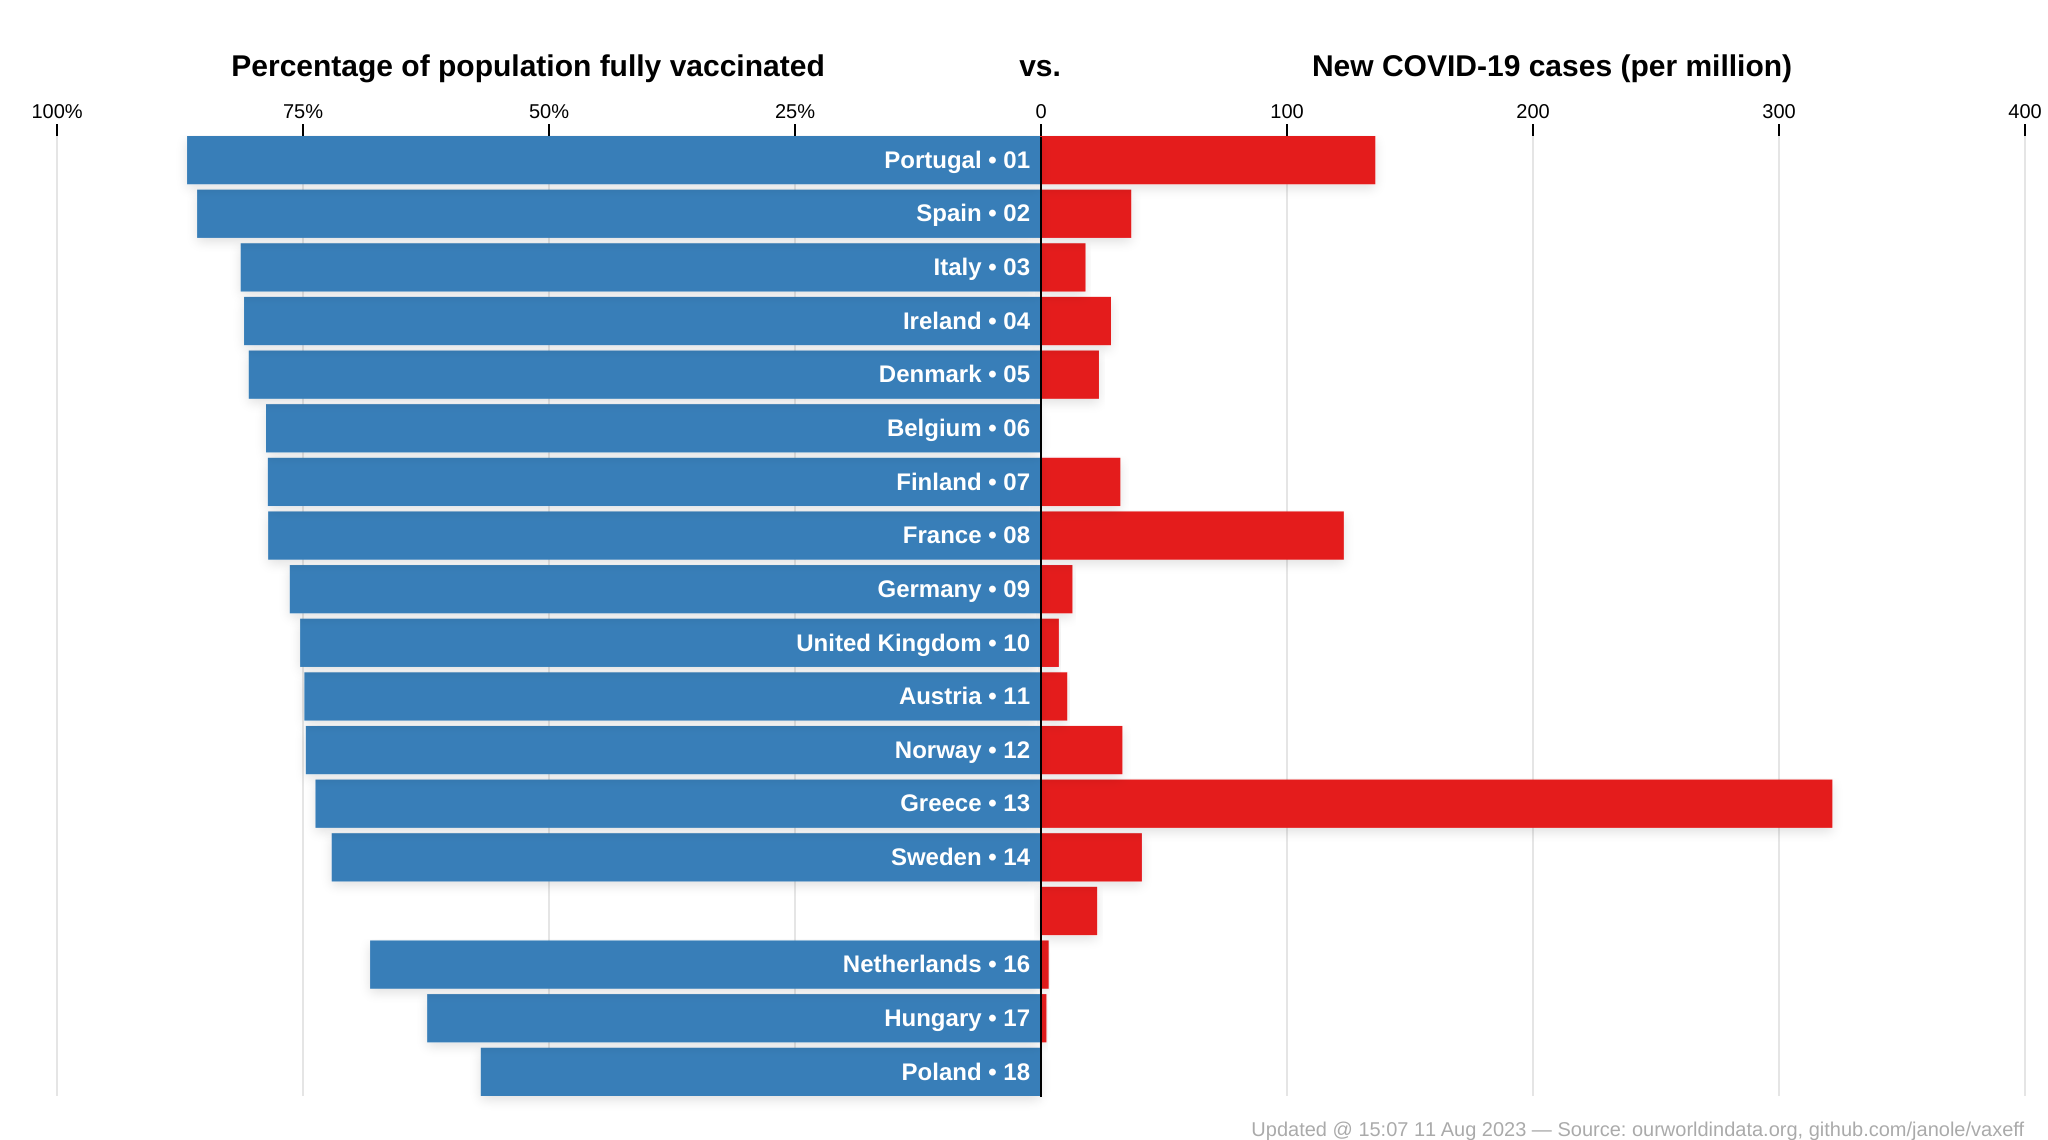 Percentage of population fully vaccinated vs. New COVID-19 cases (per million)
100% 75% 50% 25% 0 100 200 300 400
Portugal • 01
Spain • 02
Italy • 03
Ireland • 04
Denmark • 05
Belgium • 06
Finland • 07
France • 08
Germany • 09
United Kingdom • 10
Austria • 11
Norway • 12
Greece • 13
Sweden • 14
Netherlands • 16
Hungary • 17
Poland • 18
Updated @ 15:07 11 Aug 2023 — Source: ourworldindata.org, github.com/janole/vaxeff